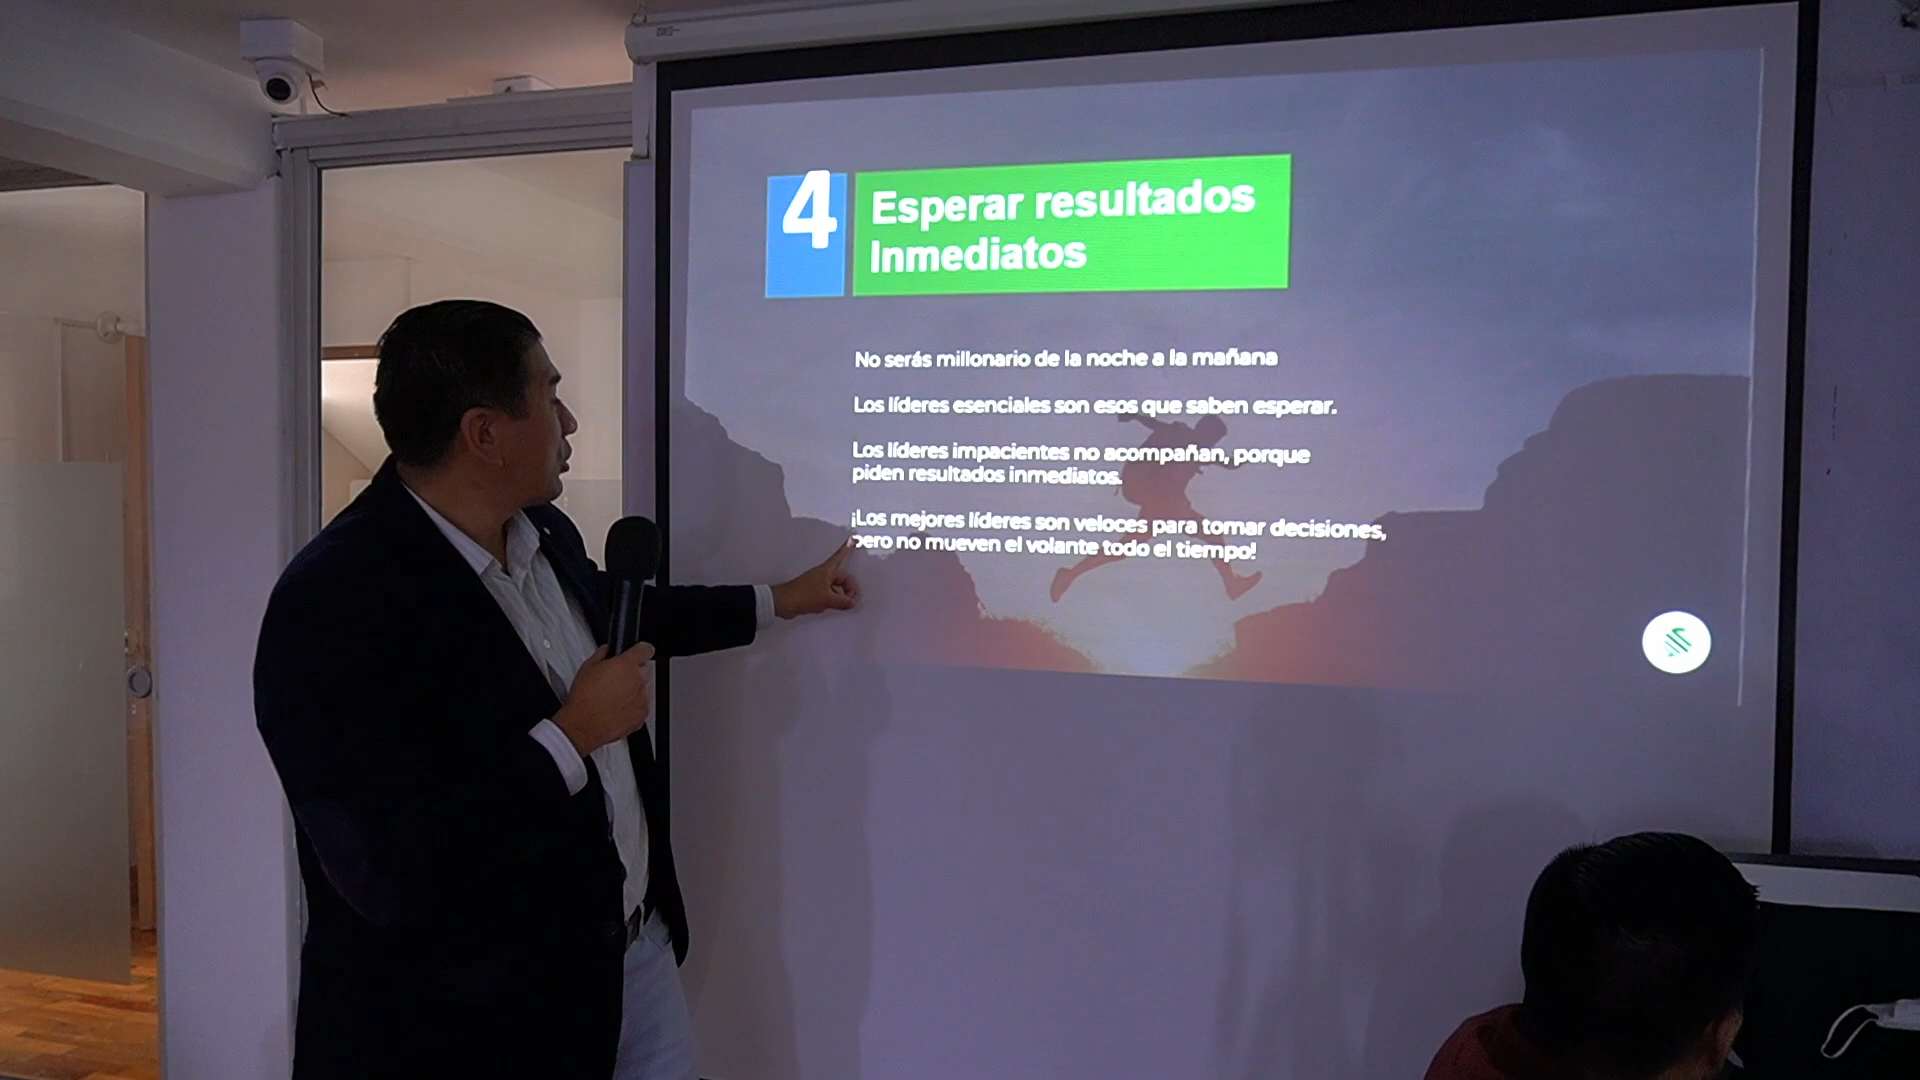 4
Esperar resultados
Inmediatos
No serás millonario de la noche a la mañana
Los líderes esenciales son esos que saben esperar.
Los líderes impacientes no acompañan, porque
piden resultados inmediatos.
¡Los mejores líderes son veloces para tomar decisiones,
pero no mueven el volante todo el tiempo!